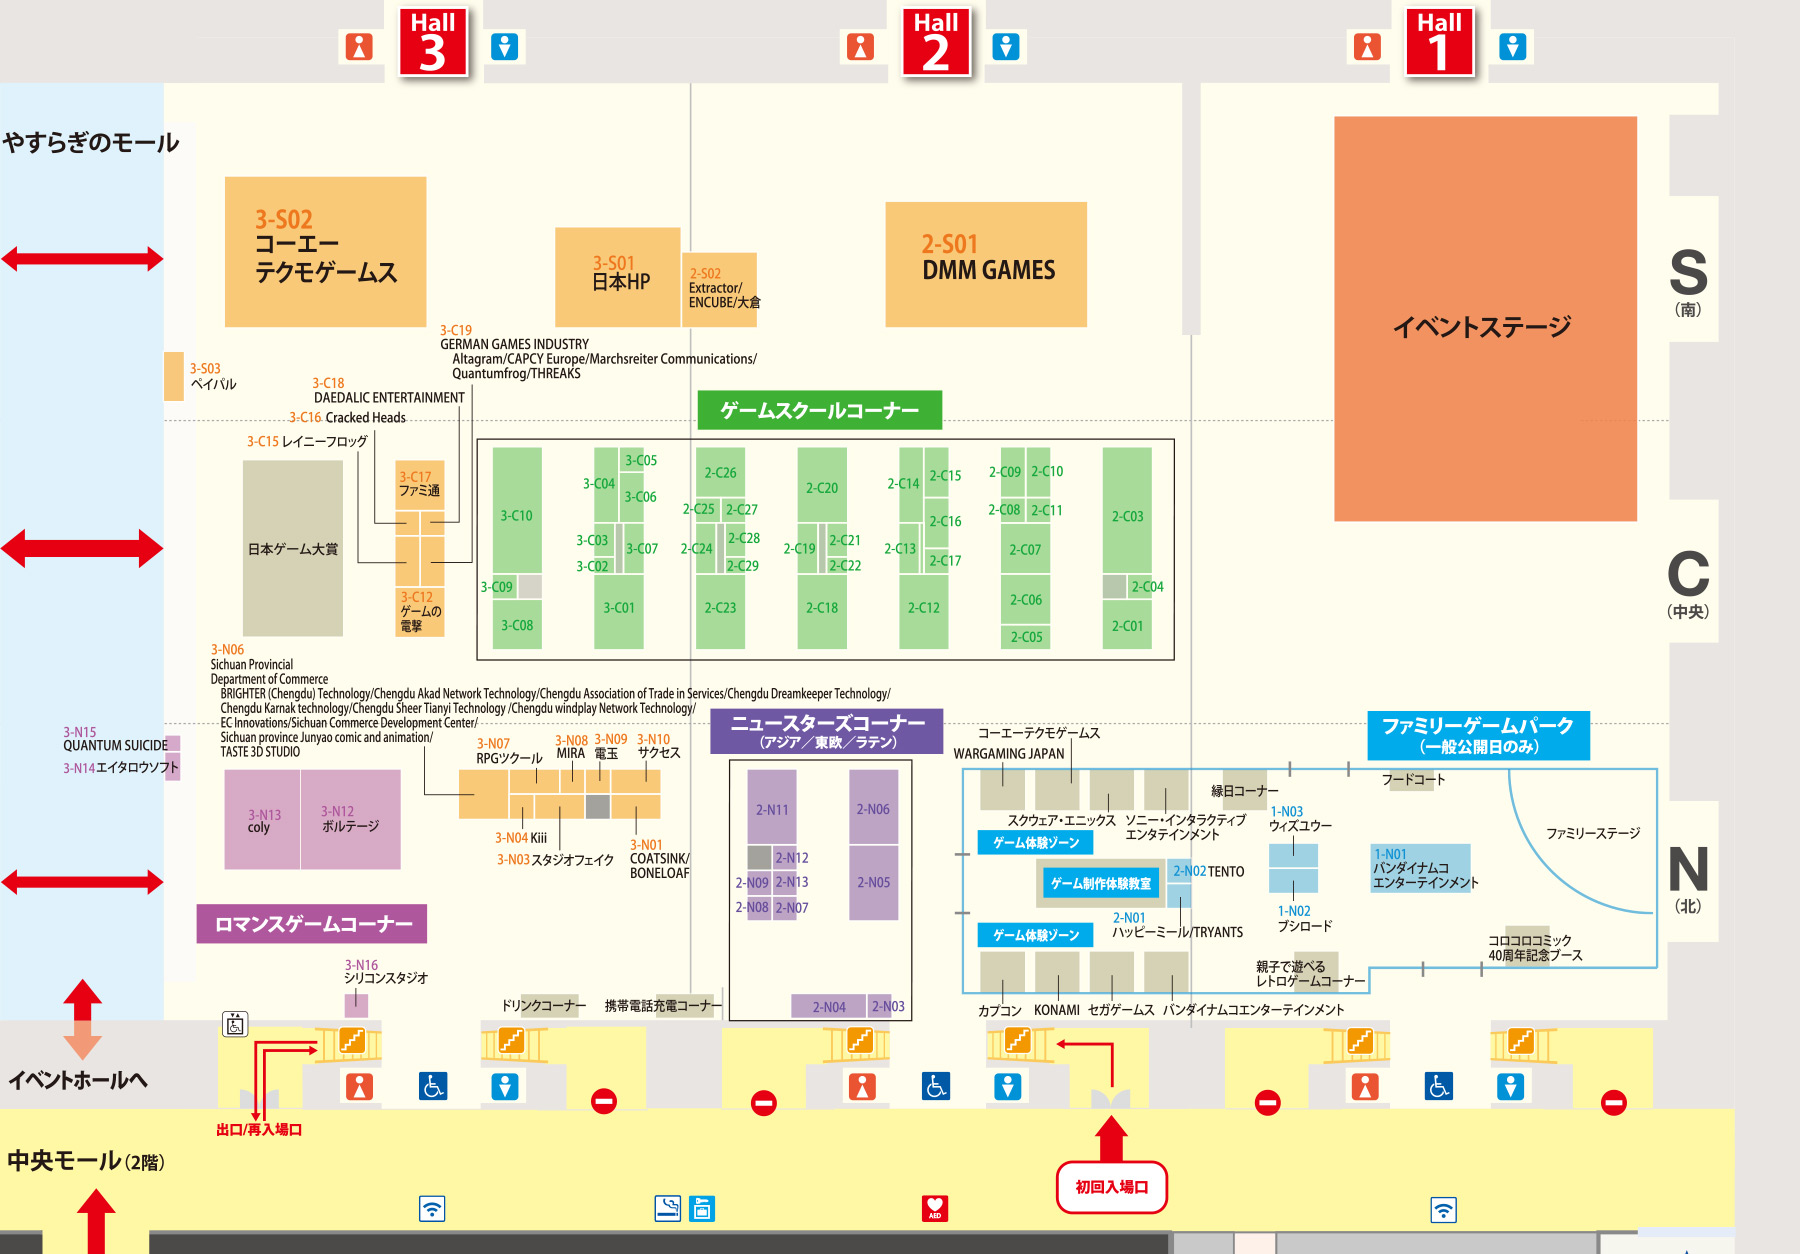 Hall
3
Hall
2
Hall
1
やすらぎのモール
3-S02
コーエー
テクモゲームス
3-S01
日本HP
2-S02
Extractor/
ENCUBE/大倉
2-S01
DMM GAMES
イベントステージ
S
(南)
3-C19
GERMAN GAMES INDUSTRY
Altagram/CAPCY Europe/Marchsreiter Communications/
Quantumfrog/THREAKS
3-S03
ペイパル
3-C18
DAEDALIC ENTERTAINMENT
3-C16 Cracked Heads
3-C15 レイニーフロッグ
ゲームスクールコーナー
3-C17
ファミ通
日本ゲーム大賞
3-C12
ゲームの
電撃
3-C10
3-C09
3-C08
3-C05
3-C04
3-C06
3-C03
3-C07
3-C02
3-C01
2-C26
2-C25
2-C27
2-C24
2-C28
2-C29
2-C23
2-C20
2-C19
2-C21
2-C22
2-C18
2-C14
2-C15
2-C16
2-C13
2-C17
2-C12
2-C09
2-C10
2-C08
2-C11
2-C07
2-C06
2-C05
2-C03
2-C04
2-C01
C
(中央)
3-N06
Sichuan Provincial
Department of Commerce
BRIGHTER (Chengdu) Technology/Chengdu Akad Network Technology/Chengdu Association of Trade in Services/Chengdu Dreamkeeper Technology/
Chengdu Karnak technology/Chengdu Sheer Tianyi Technology /Chengdu windplay Network Technology/
EC Innovations/Sichuan Commerce Development Center/
Sichuan province Junyao comic and animation/
TASTE 3D STUDIO
3-N15
QUANTUM SUICIDE
3-N14エイタロウソフト
3-N13
coly
3-N12
ボルテージ
3-N07
RPGツクール
3-N08
MIRA
3-N09
電玉
3-N10
サクセス
3-N04 Kiii
3-N03 スタジオフェイク
3-N01
COATSINK/
BONELOAF
ロマンスゲームコーナー
3-N16
シリコンスタジオ
ドリンクコーナー
携帯電話充電コーナー
ニュースターズコーナー
(アジア／東欧／ラテン)
2-N11
2-N06
2-N12
2-N09
2-N13
2-N05
2-N08
2-N07
2-N04
2-N03
ファミリーゲームパーク
(一般公開日のみ)
コーエーテクモゲームス
WARGAMING JAPAN
スクウェア・エニックス
ソニー・インタラクティブ
エンタテインメント
縁日コーナー
フードコート
ゲーム体験ゾーン
ゲーム制作体験教室
2-N02 TENTO
2-N01
ハッピーミール/TRYANTS
ゲーム体験ゾーン
1-N03
ウィズユウー
1-N02
ブシロード
1-N01
バンダイナムコ
エンターテインメント
ファミリーステージ
コロコロコミック
40周年記念ブース
親子で遊べる
レトロゲームコーナー
カプコン
KONAMI
セガゲームス
バンダイナムコエンターテインメント
N
(北)
イベントホールへ
出口/再入場口
中央モール(2階)
初回入場口
AED